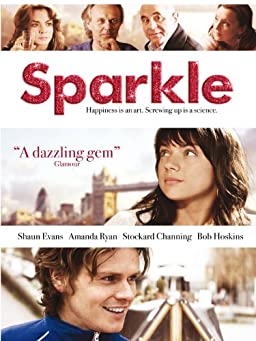 Sparkle
Happiness is an art. Screwing up is a science.
"A dazzling gem"
Glamour
Shaun Evans Amanda Ryan Stockard Channing Bob Hoskins